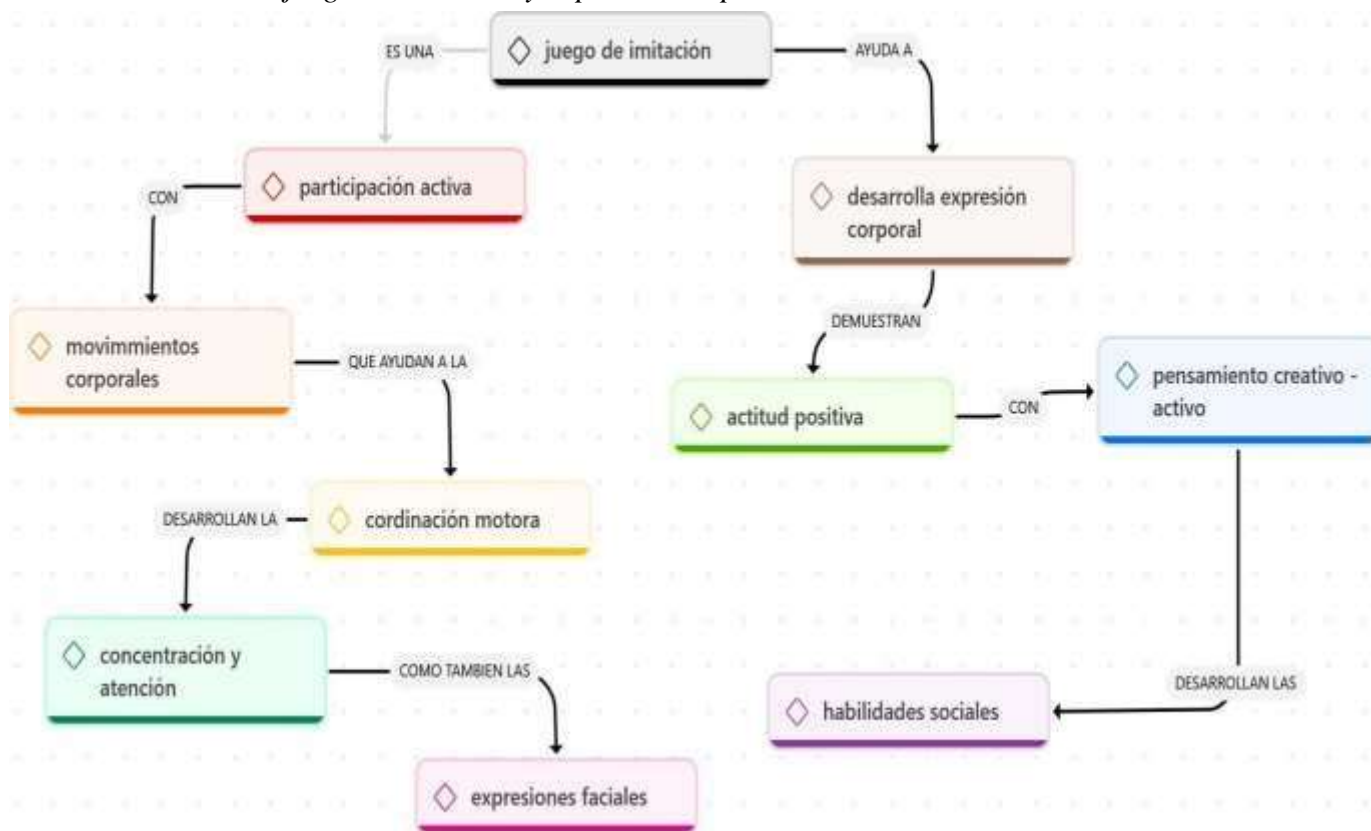 ES UNA
juego de imitación
AYUDA A
participación activa
CON
desarrolla expresión
corporal
movimmientos
corporales
QUE AYUDAN A LA
DEMUESTRAN
actitud positiva
CON
pensamiento creativo -
activo
DESARROLLAN LA
cordinación motora
concentración y
atención
COMO TAMBIEN LAS
habilidades sociales
DESARROLLAN LAS
expresiones faciales